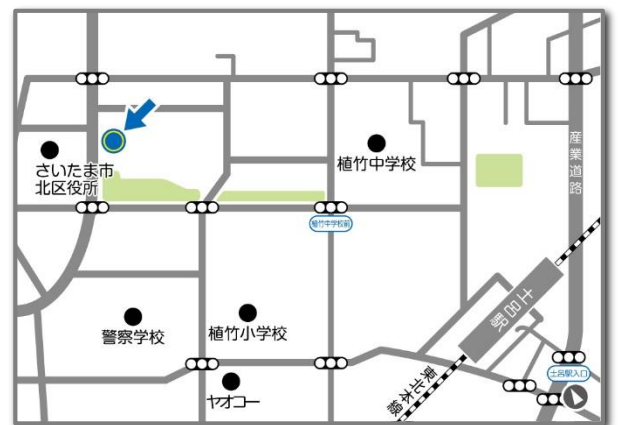 さいたま市
北区役所
植竹中学校
産業道路
植竹中学校前
土呂駅
警察学校
植竹小学校
土呂駅入口
ヤオコー
東北本線